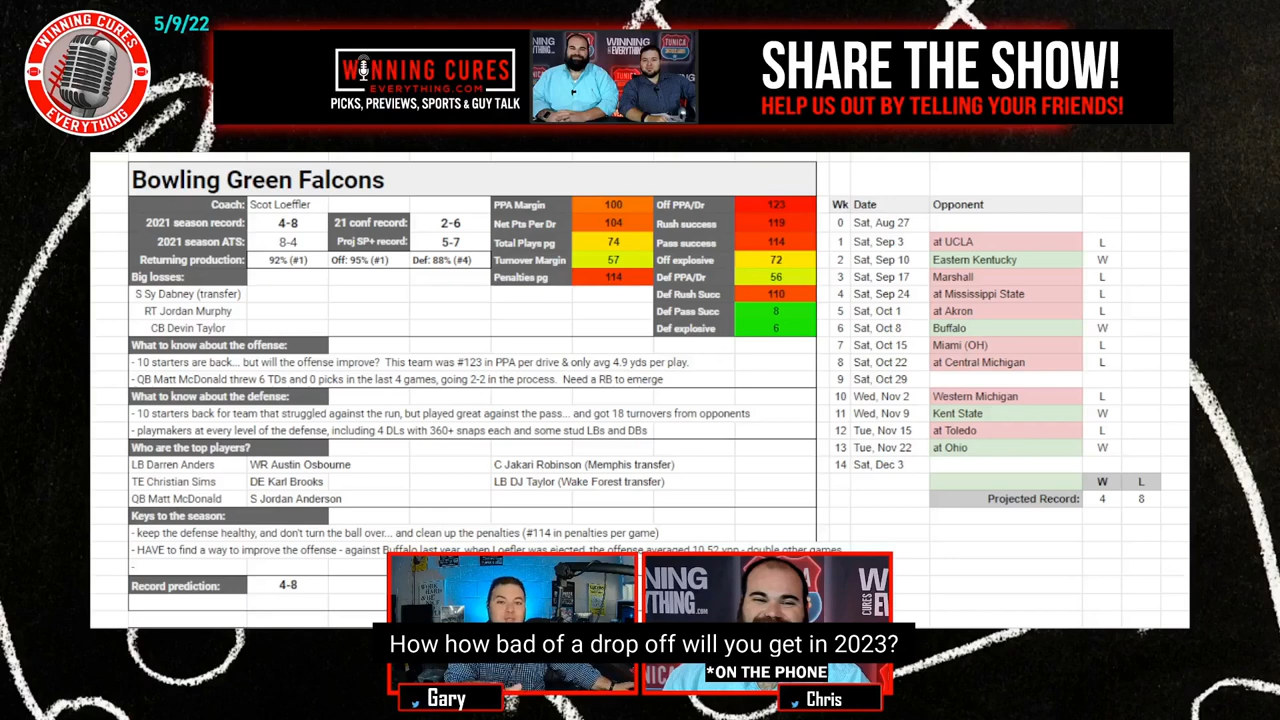 5/9/22
WINNING CURES
EVERYTHING
WINNING CURES
EVERYTHING.COM
PICKS, PREVIEWS, SPORTS & GUY TALK
WINNING
TUNICA
SHARE THE SHOW!
HELP US OUT BY TELLING YOUR FRIENDS!
Bowling Green Falcons
Coach: Scot Loeffler PPA Margin 100 Off PPA/Dr 123
2021 season record: 4-8 21 conf record: 2-6 Net Pts Per Dr 104 Rush success 119
2021 season ATS: 8-4 Proj SP+ record: 5-7 Total Plays pg 74 Pass success 114
Returning production: 92% (#1) Off: 95% (#1) Def: 88% (#4) Turnover Margin 57 Off explosive 72
Big losses: Penalties pg 114 Def PPA/Dr 56
S Sy Dabney (transfer) Def Rush Succ 110
RT Jordan Murphy Def Pass Succ 8
CB Devin Taylor Def explosive 6
What to know about the offense:
- 10 starters are back... but will the offense improve? This team was #123 in PPA per drive & only avg 4.9 yds per play.
- QB Matt McDonald threw 6 TDs and 0 picks in the last 4 games, going 2-2 in the process. Need a RB to emerge
What to know about the defense:
- 10 starters back for team that struggled against the run, but played great against the pass... and got 18 turnovers from opponents
- playmakers at every level of the defense, including 4 DLs with 360+ snaps each and some stud LBs and DBs
Who are the top players?
LB Darren Anders WR Austin Osbourne C Jakari Robinson (Memphis transfer)
TE Christian Sims DE Karl Brooks LB DJ Taylor (Wake Forest transfer)
QB Matt McDonald S Jordan Anderson
Keys to the season:
- keep the defense healthy, and don't turn the ball over... and clean up the penalties (#114 in penalties per game)
- HAVE to find a way to improve the offense - against Buffalo last year, when Loefler was ejected, the offense averaged 10.52 ypp - double other games
-
Record prediction: 4-8
Wk Date Opponent
0 Sat, Aug 27
1 Sat, Sep 3 at UCLA L
2 Sat, Sep 10 Eastern Kentucky W
3 Sat, Sep 17 Marshall L
4 Sat, Sep 24 at Mississippi State L
5 Sat, Oct 1 at Akron L
6 Sat, Oct 8 Buffalo W
7 Sat, Oct 15 Miami (OH) L
8 Sat, Oct 22 at Central Michigan L
9 Sat, Oct 29
10 Wed, Nov 2 Western Michigan L
11 Wed, Nov 9 Kent State W
12 Tue, Nov 15 at Toledo L
13 Tue, Nov 22 at Ohio W
14 Sat, Dec 3
W L
Projected Record: 4 8
How how bad of a drop off will you get in 2023?
*ON THE PHONE
Gary
Chris